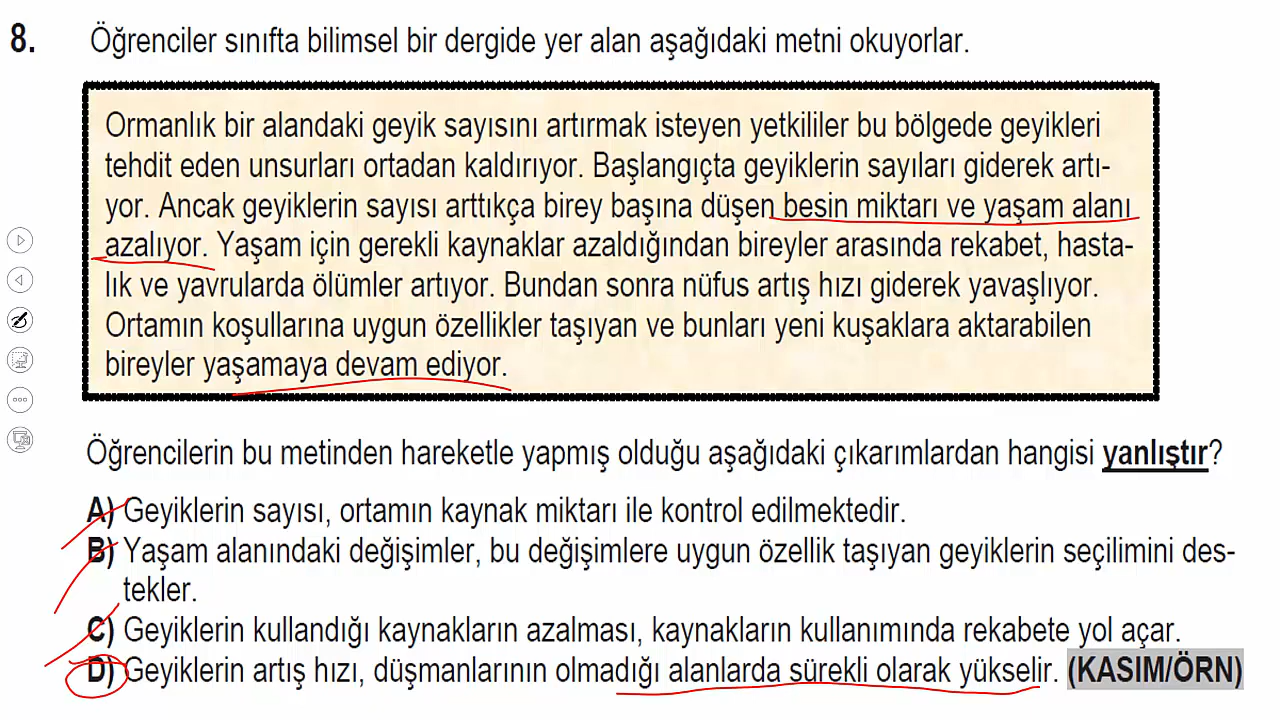 8. Öğrenciler sınıfta bilimsel bir dergide yer alan aşağıdaki metni okuyorlar.
Ormanlık bir alandaki geyik sayısını artırmak isteyen yetkililer bu bölgede geyikleri
tehdit eden unsurları ortadan kaldırıyor. Başlangıçta geyiklerin sayıları giderek artı-
yor. Ancak geyiklerin sayısı arttıkça birey başına düşen besin miktarı ve yaşam alanı
azalıyor. Yaşam için gerekli kaynaklar azaldığından bireyler arasında rekabet, hasta-
lık ve yavrularda ölümler artıyor. Bundan sonra nüfus artış hızı giderek yavaşlıyor.
Ortamın koşullarına uygun özellikler taşıyan ve bunları yeni kuşaklara aktarabilen
bireyler yaşamaya devam ediyor.
Öğrencilerin bu metinden hareketle yapmış olduğu aşağıdaki çıkarımlardan hangisi yanlıştır?
A) Geyiklerin sayısı, ortamın kaynak miktarı ile kontrol edilmektedir.
B) Yaşam alanındaki değişimler, bu değişimlere uygun özellik taşıyan geyiklerin seçilimini des-
tekler.
C) Geyiklerin kullandığı kaynakların azalması, kaynakların kullanımında rekabete yol açar.
D) Geyiklerin artış hızı, düşmanlarının olmadığı alanlarda sürekli olarak yükselir. (KASIM/ÖRN)